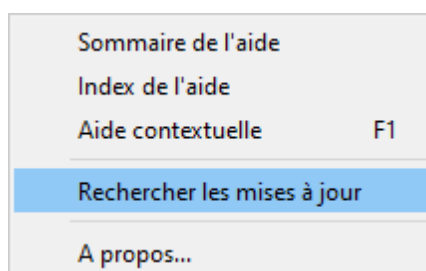 Sommaire de l'aide
Index de l'aide
Aide contextuelle F1
Rechercher les mises à jour
A propos...